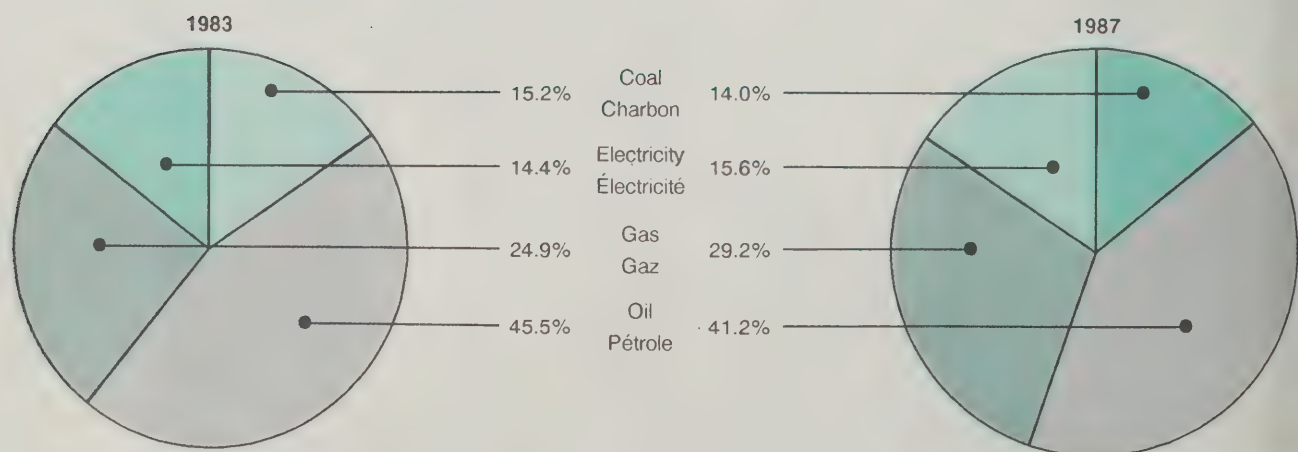 1983
1987
15.2% Coal 14.0%
Charbon
14.4% Electricity 15.6%
Électricité
24.9% Gas 29.2%
Gaz
45.5% Oil 41.2%
Pétrole